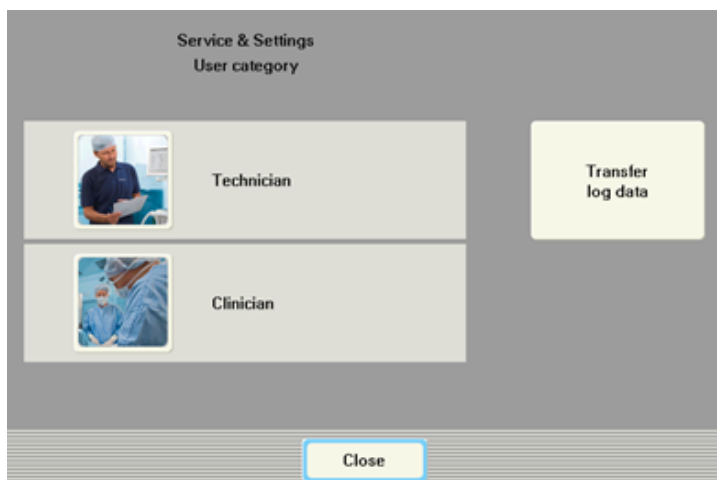 Service & Settings
User category
Technician
Transfer
log data
Clinician
Close